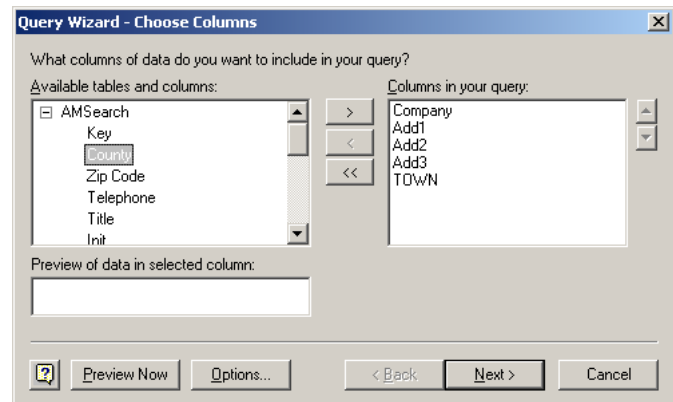 Query Wizard - Choose Columns
What columns of data do you want to include in your query?
Available tables and columns:
Columns in your query:
AMSearch
Key
County
Zip Code
Telephone
Title
Init
>
<
<<
Company
Add1
Add2
Add3
TOWN
Preview of data in selected column:
Preview Now
Options...
< Back
Next >
Cancel